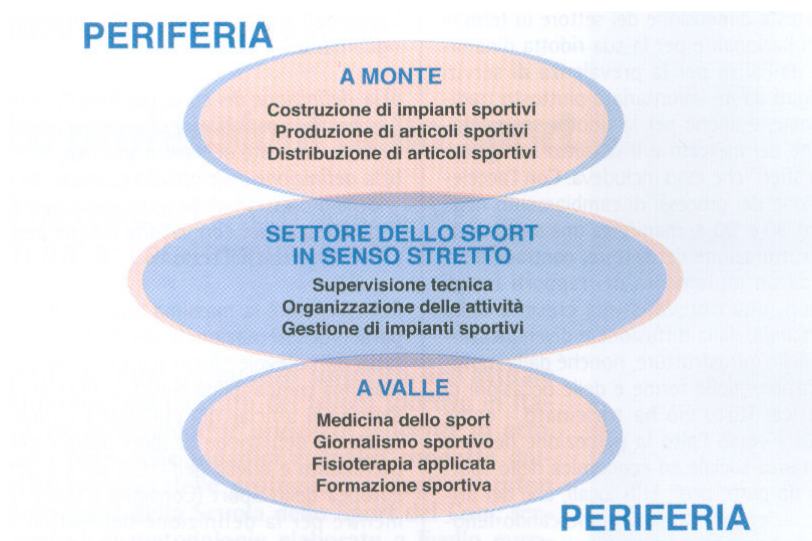 PERIFERIA
A MONTE
Costruzione di impianti sportivi
Produzione di articoli sportivi
Distribuzione di articoli sportivi
SETTORE DELLO SPORT
IN SENSO STRETTO
Supervisione tecnica
Organizzazione delle attività
Gestione di impianti sportivi
A VALLE
Medicina dello sport
Giornalismo sportivo
Fisioterapia applicata
Formazione sportiva
PERIFERIA